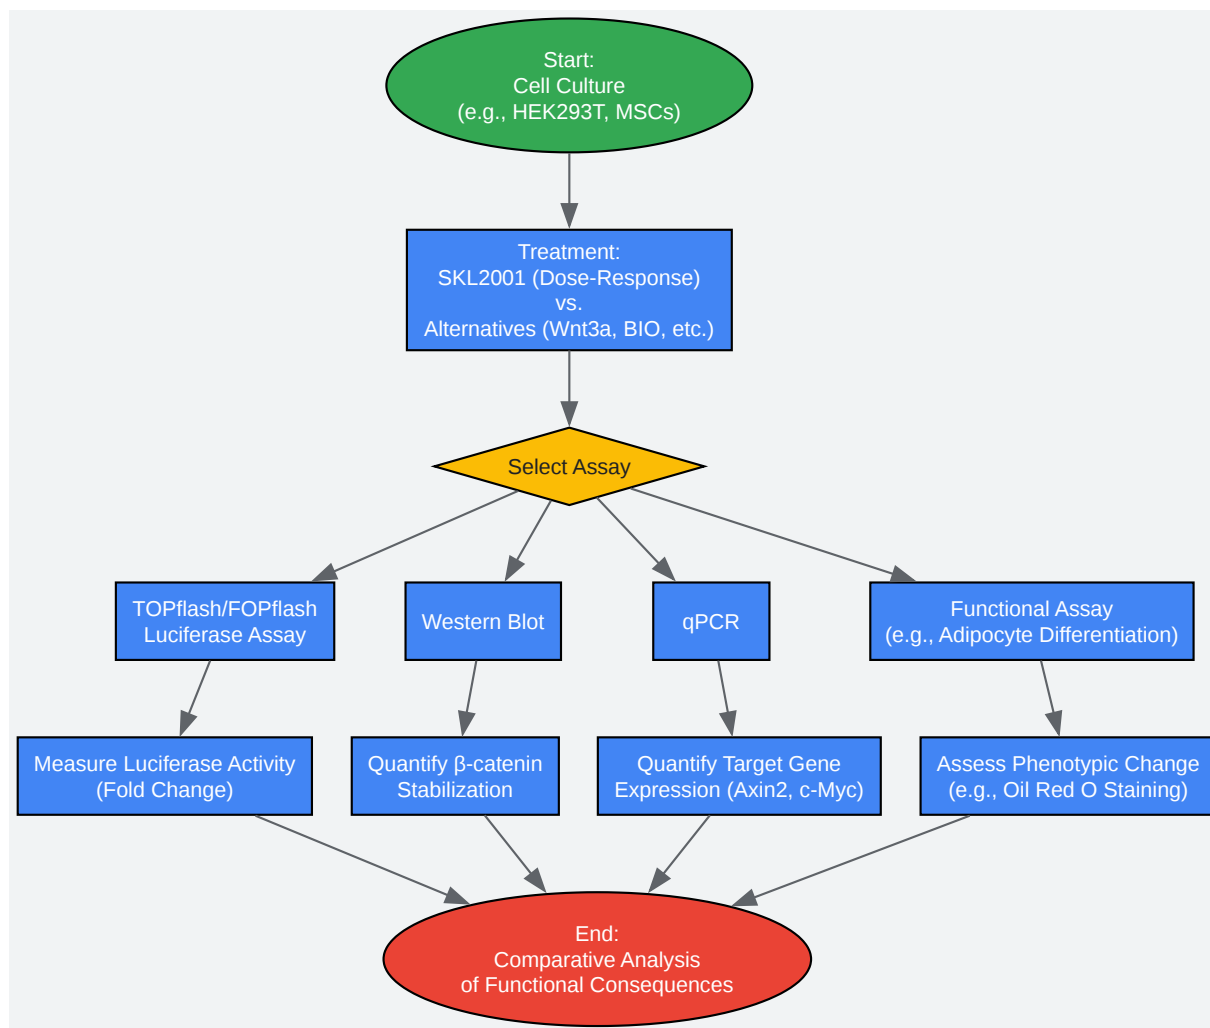 Start:
Cell Culture
(e.g., HEK293T, MSCs)
Treatment:
SKL2001 (Dose-Response)
vs.
Alternatives (Wnt3a, BIO, etc.)
Select Assay
TOPflash/FOPflash
Luciferase Assay
Western Blot
qPCR
Functional Assay
(e.g., Adipocyte Differentiation)
Measure Luciferase Activity
(Fold Change)
Quantify β-catenin
Stabilization
Quantify Target Gene
Expression (Axin2, c-Myc)
Assess Phenotypic Change
(e.g., Oil Red O Staining)
End:
Comparative Analysis
of Functional Consequences